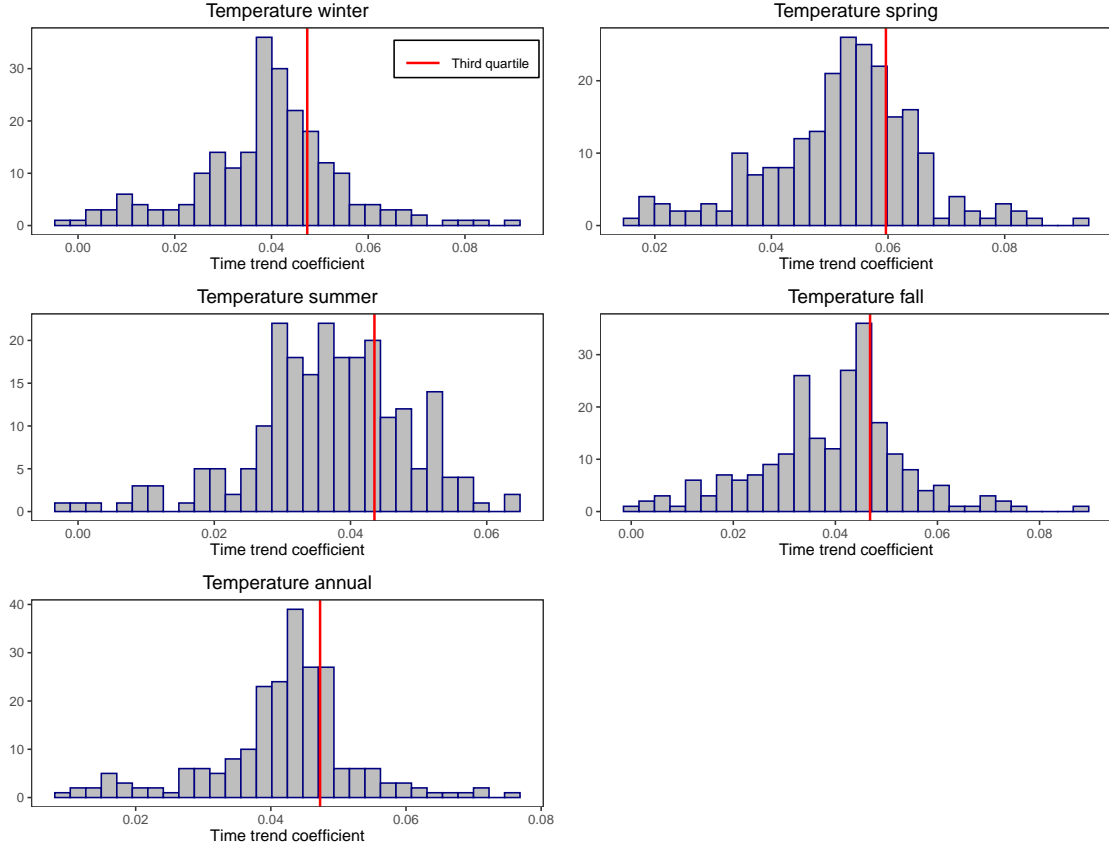 Temperature winter
30
20
10
0
Third quartile
0.00 0.02 0.04 0.06 0.08
Time trend coefficient
Temperature spring
20
10
0
0.02 0.04 0.06 0.08
Time trend coefficient
Temperature summer
20
15
10
5
0
0.00 0.02 0.04 0.06
Time trend coefficient
Temperature fall
30
20
10
0
0.00 0.02 0.04 0.06 0.08
Time trend coefficient
Temperature annual
40
30
20
10
0
0.02 0.04 0.06 0.08
Time trend coefficient